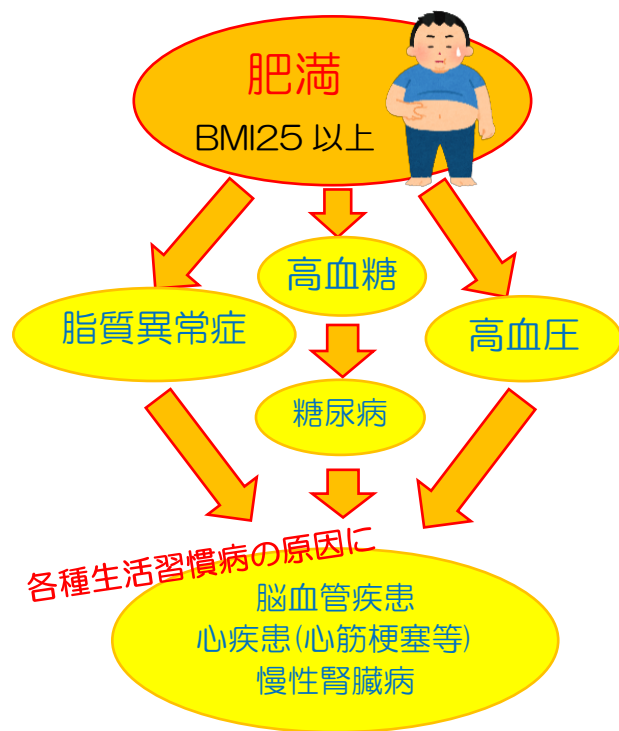 肥満
BMI25 以上
高血糖
脂質異常症
高血圧
糖尿病
各種生活習慣病の原因に
脳血管疾患
心疾患(心筋梗塞等)
慢性腎臓病